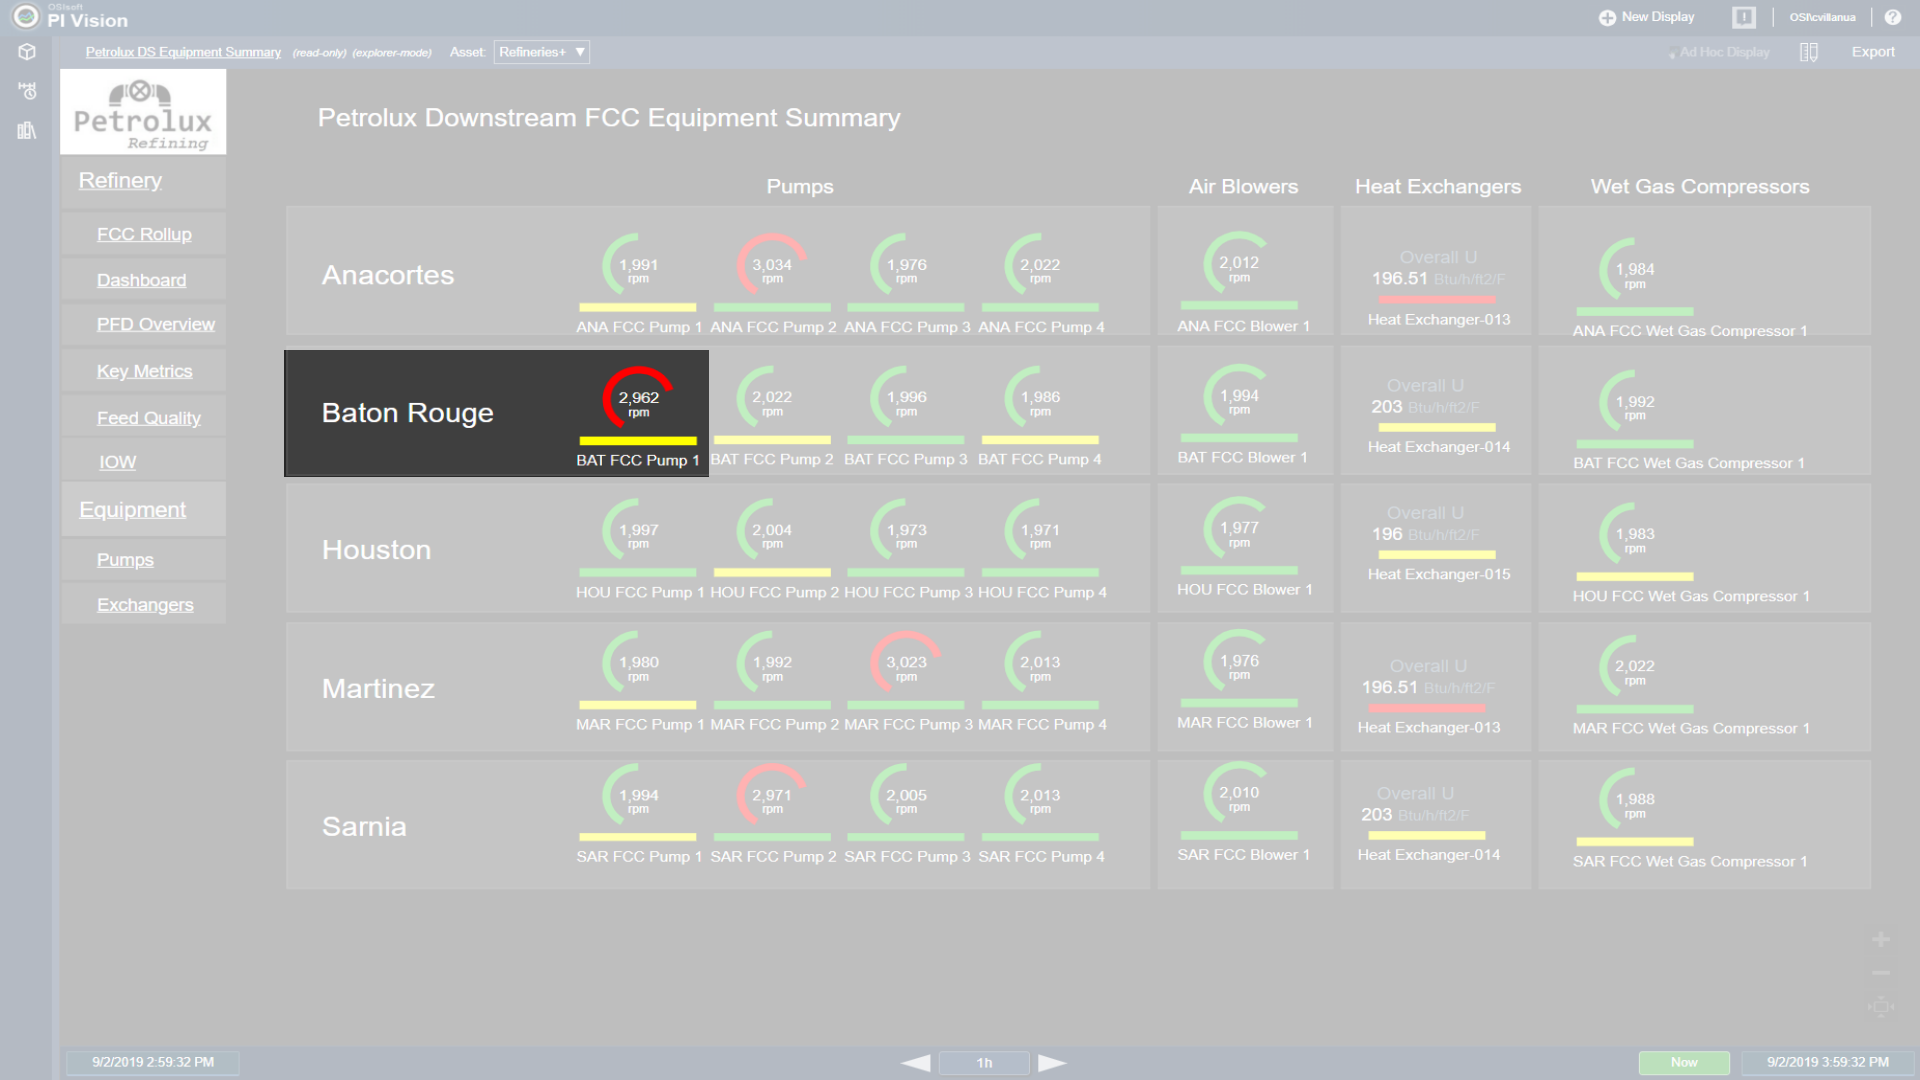 OSIsoft
PI Vision
New Display
OSI\cvillanua
Petrolux DS Equipment Summary (read-only) (explorer-mode) Asset: Refineries+
Ad Hoc Display
Export
Petrolux
Refining
Refinery
FCC Rollup
Dashboard
PFD Overview
Key Metrics
Feed Quality
IOW
Equipment
Pumps
Exchangers
Petrolux Downstream FCC Equipment Summary
Pumps Air Blowers Heat Exchangers Wet Gas Compressors
Anacortes
1,991 rpm
ANA FCC Pump 1
3,034 rpm
ANA FCC Pump 2
1,976 rpm
ANA FCC Pump 3
2,022 rpm
ANA FCC Pump 4
2,012 rpm
ANA FCC Blower 1
Overall U
196.51 Btu/h/ft2/F
Heat Exchanger-013
1,984 rpm
ANA FCC Wet Gas Compressor 1
Baton Rouge
2,962 rpm
BAT FCC Pump 1
2,022 rpm
BAT FCC Pump 2
1,996 rpm
BAT FCC Pump 3
1,986 rpm
BAT FCC Pump 4
1,994 rpm
BAT FCC Blower 1
Overall U
203 Btu/h/ft2/F
Heat Exchanger-014
1,992 rpm
BAT FCC Wet Gas Compressor 1
Houston
1,997 rpm
HOU FCC Pump 1
2,004 rpm
HOU FCC Pump 2
1,973 rpm
HOU FCC Pump 3
1,971 rpm
HOU FCC Pump 4
1,977 rpm
HOU FCC Blower 1
Overall U
196 Btu/h/ft2/F
Heat Exchanger-015
1,983 rpm
HOU FCC Wet Gas Compressor 1
Martinez
1,980 rpm
MAR FCC Pump 1
1,992 rpm
MAR FCC Pump 2
3,023 rpm
MAR FCC Pump 3
2,013 rpm
MAR FCC Pump 4
1,976 rpm
MAR FCC Blower 1
Overall U
196.51 Btu/h/ft2/F
Heat Exchanger-013
2,022 rpm
MAR FCC Wet Gas Compressor 1
Sarnia
1,994 rpm
SAR FCC Pump 1
2,971 rpm
SAR FCC Pump 2
2,005 rpm
SAR FCC Pump 3
2,013 rpm
SAR FCC Pump 4
2,010 rpm
SAR FCC Blower 1
Overall U
203 Btu/h/ft2/F
Heat Exchanger-014
1,988 rpm
SAR FCC Wet Gas Compressor 1
9/2/2019 2:59:32 PM
1h
Now
9/2/2019 3:59:32 PM